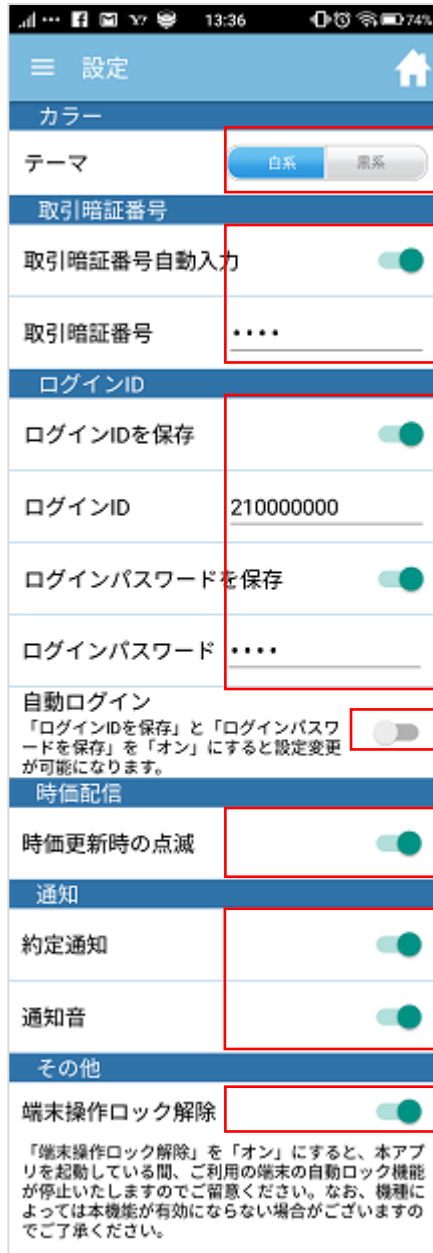 13:36 74%
設定
カラー
テーマ 白系 黒系
取引暗証番号
取引暗証番号自動入力
取引暗証番号 ••••
ログインID
ログインIDを保存
ログインID 210000000
ログインパスワードを保存
ログインパスワード ••••
自動ログイン
「ログインIDを保存」と「ログインパスワ
ードを保存」を「オン」にすると設定変更
が可能になります。
時価配信
時価更新時の点滅
通知
約定通知
通知音
その他
端末操作ロック解除
「端末操作ロック解除」を「オン」にすると、本アプ
リを起動している間、ご利用の端末の自動ロック機能
が停止いたしますのでご留意ください。なお、機種に
よっては本機能が有効にならない場合がございますの
でご了承ください。